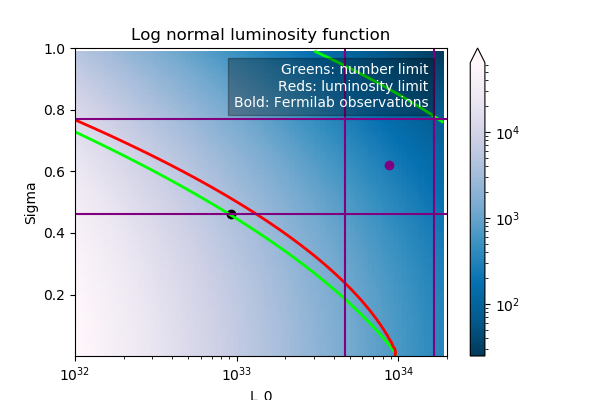 Log normal luminosity function
Greens: number limit
Reds: luminosity limit
Bold: Fermilab observations
Sigma
1.0
0.8
0.6
0.4
0.2
10^32
10^33
10^34
L_0
10^4
10^3
10^2